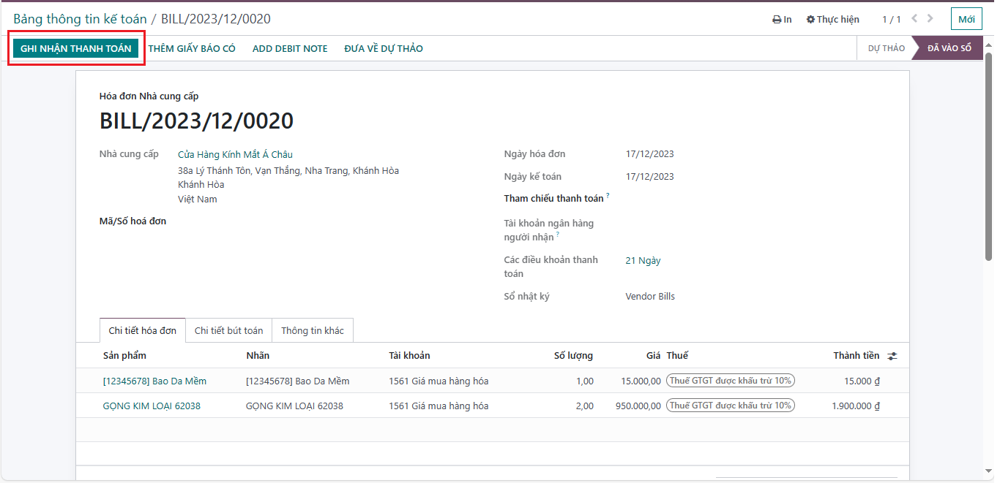 Bảng thông tin kế toán / BILL/2023/12/0020
In Thực hiện 1 / 1 Mới
GHI NHẬN THANH TOÁN THÊM GIẤY BÁO CÓ ADD DEBIT NOTE ĐƯA VỀ DỰ THẢO DỰ THẢO ĐÃ VÀO SỔ
Hóa đơn Nhà cung cấp
BILL/2023/12/0020
Nhà cung cấp Cửa Hàng Kính Mắt Á Châu
38a Lý Thánh Tôn, Vạn Thắng, Nha Trang, Khánh Hòa
Khánh Hòa
Việt Nam
Mã/Số hoá đơn
Ngày hóa đơn 17/12/2023
Ngày kế toán 17/12/2023
Tham chiếu thanh toán ?
Tài khoản ngân hàng
người nhận ?
Các điều khoản thanh
toán
21 Ngày
Sổ nhật ký Vendor Bills
Chi tiết hóa đơn Chi tiết bút toán Thông tin khác
Sản phẩm Nhãn Tài khoản Số lượng Giá Thuế Thành tiền
[12345678] Bao Da Mềm [12345678] Bao Da Mềm 1561 Giá mua hàng hóa 1,00 15.000,00 Thuế GTGT được khấu trừ 10% 15.000 ₫
GỌNG KIM LOẠI 62038 GỌNG KIM LOẠI 62038 1561 Giá mua hàng hóa 2,00 950.000,00 Thuế GTGT được khấu trừ 10% 1.900.000 ₫